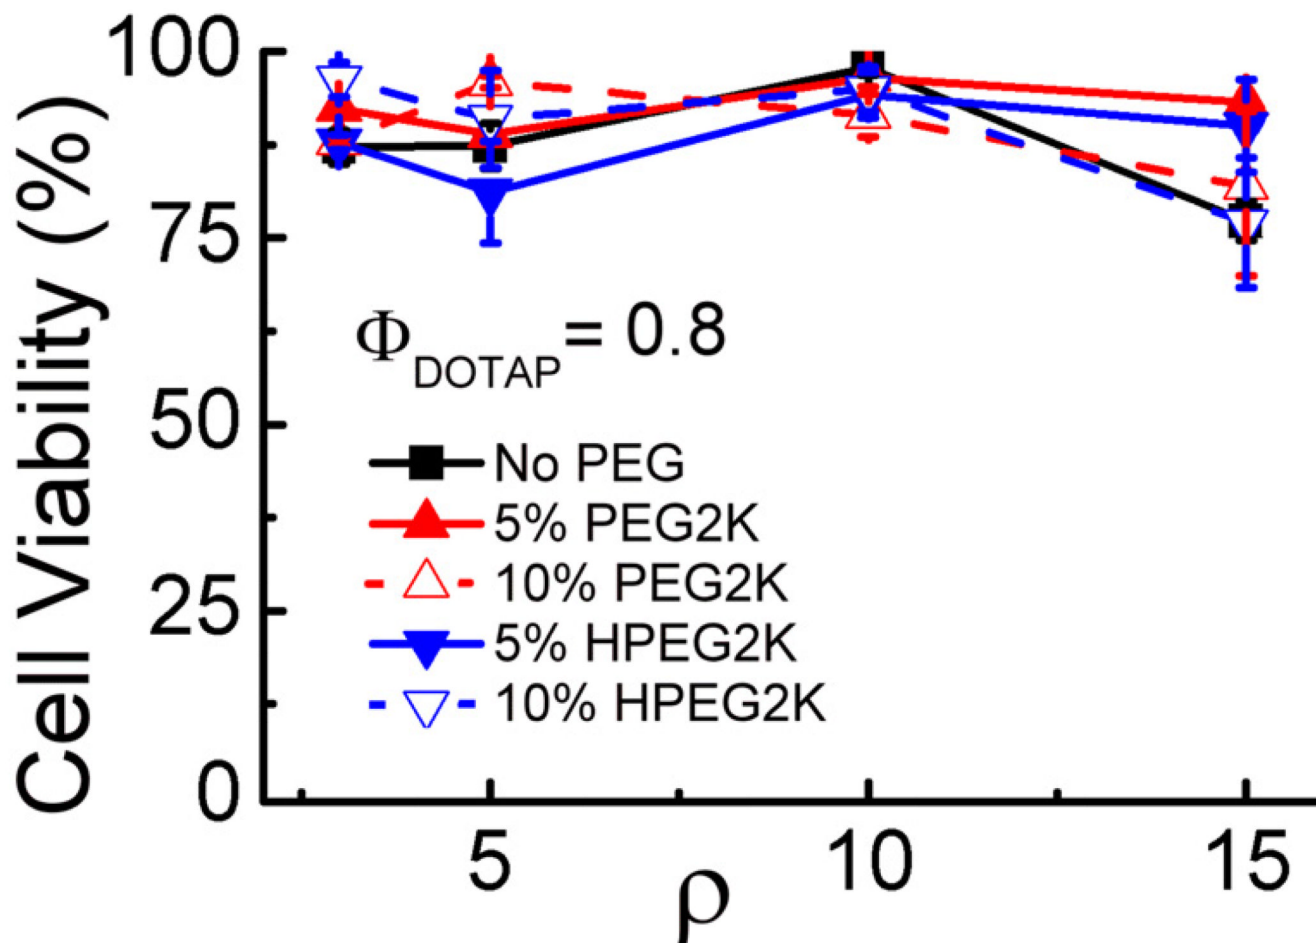 Cell Viability (%)
100
75
50
25
0
Φ_DOTAP = 0.8
No PEG
5% PEG2K
10% PEG2K
5% HPEG2K
10% HPEG2K
5
10
15
ρ